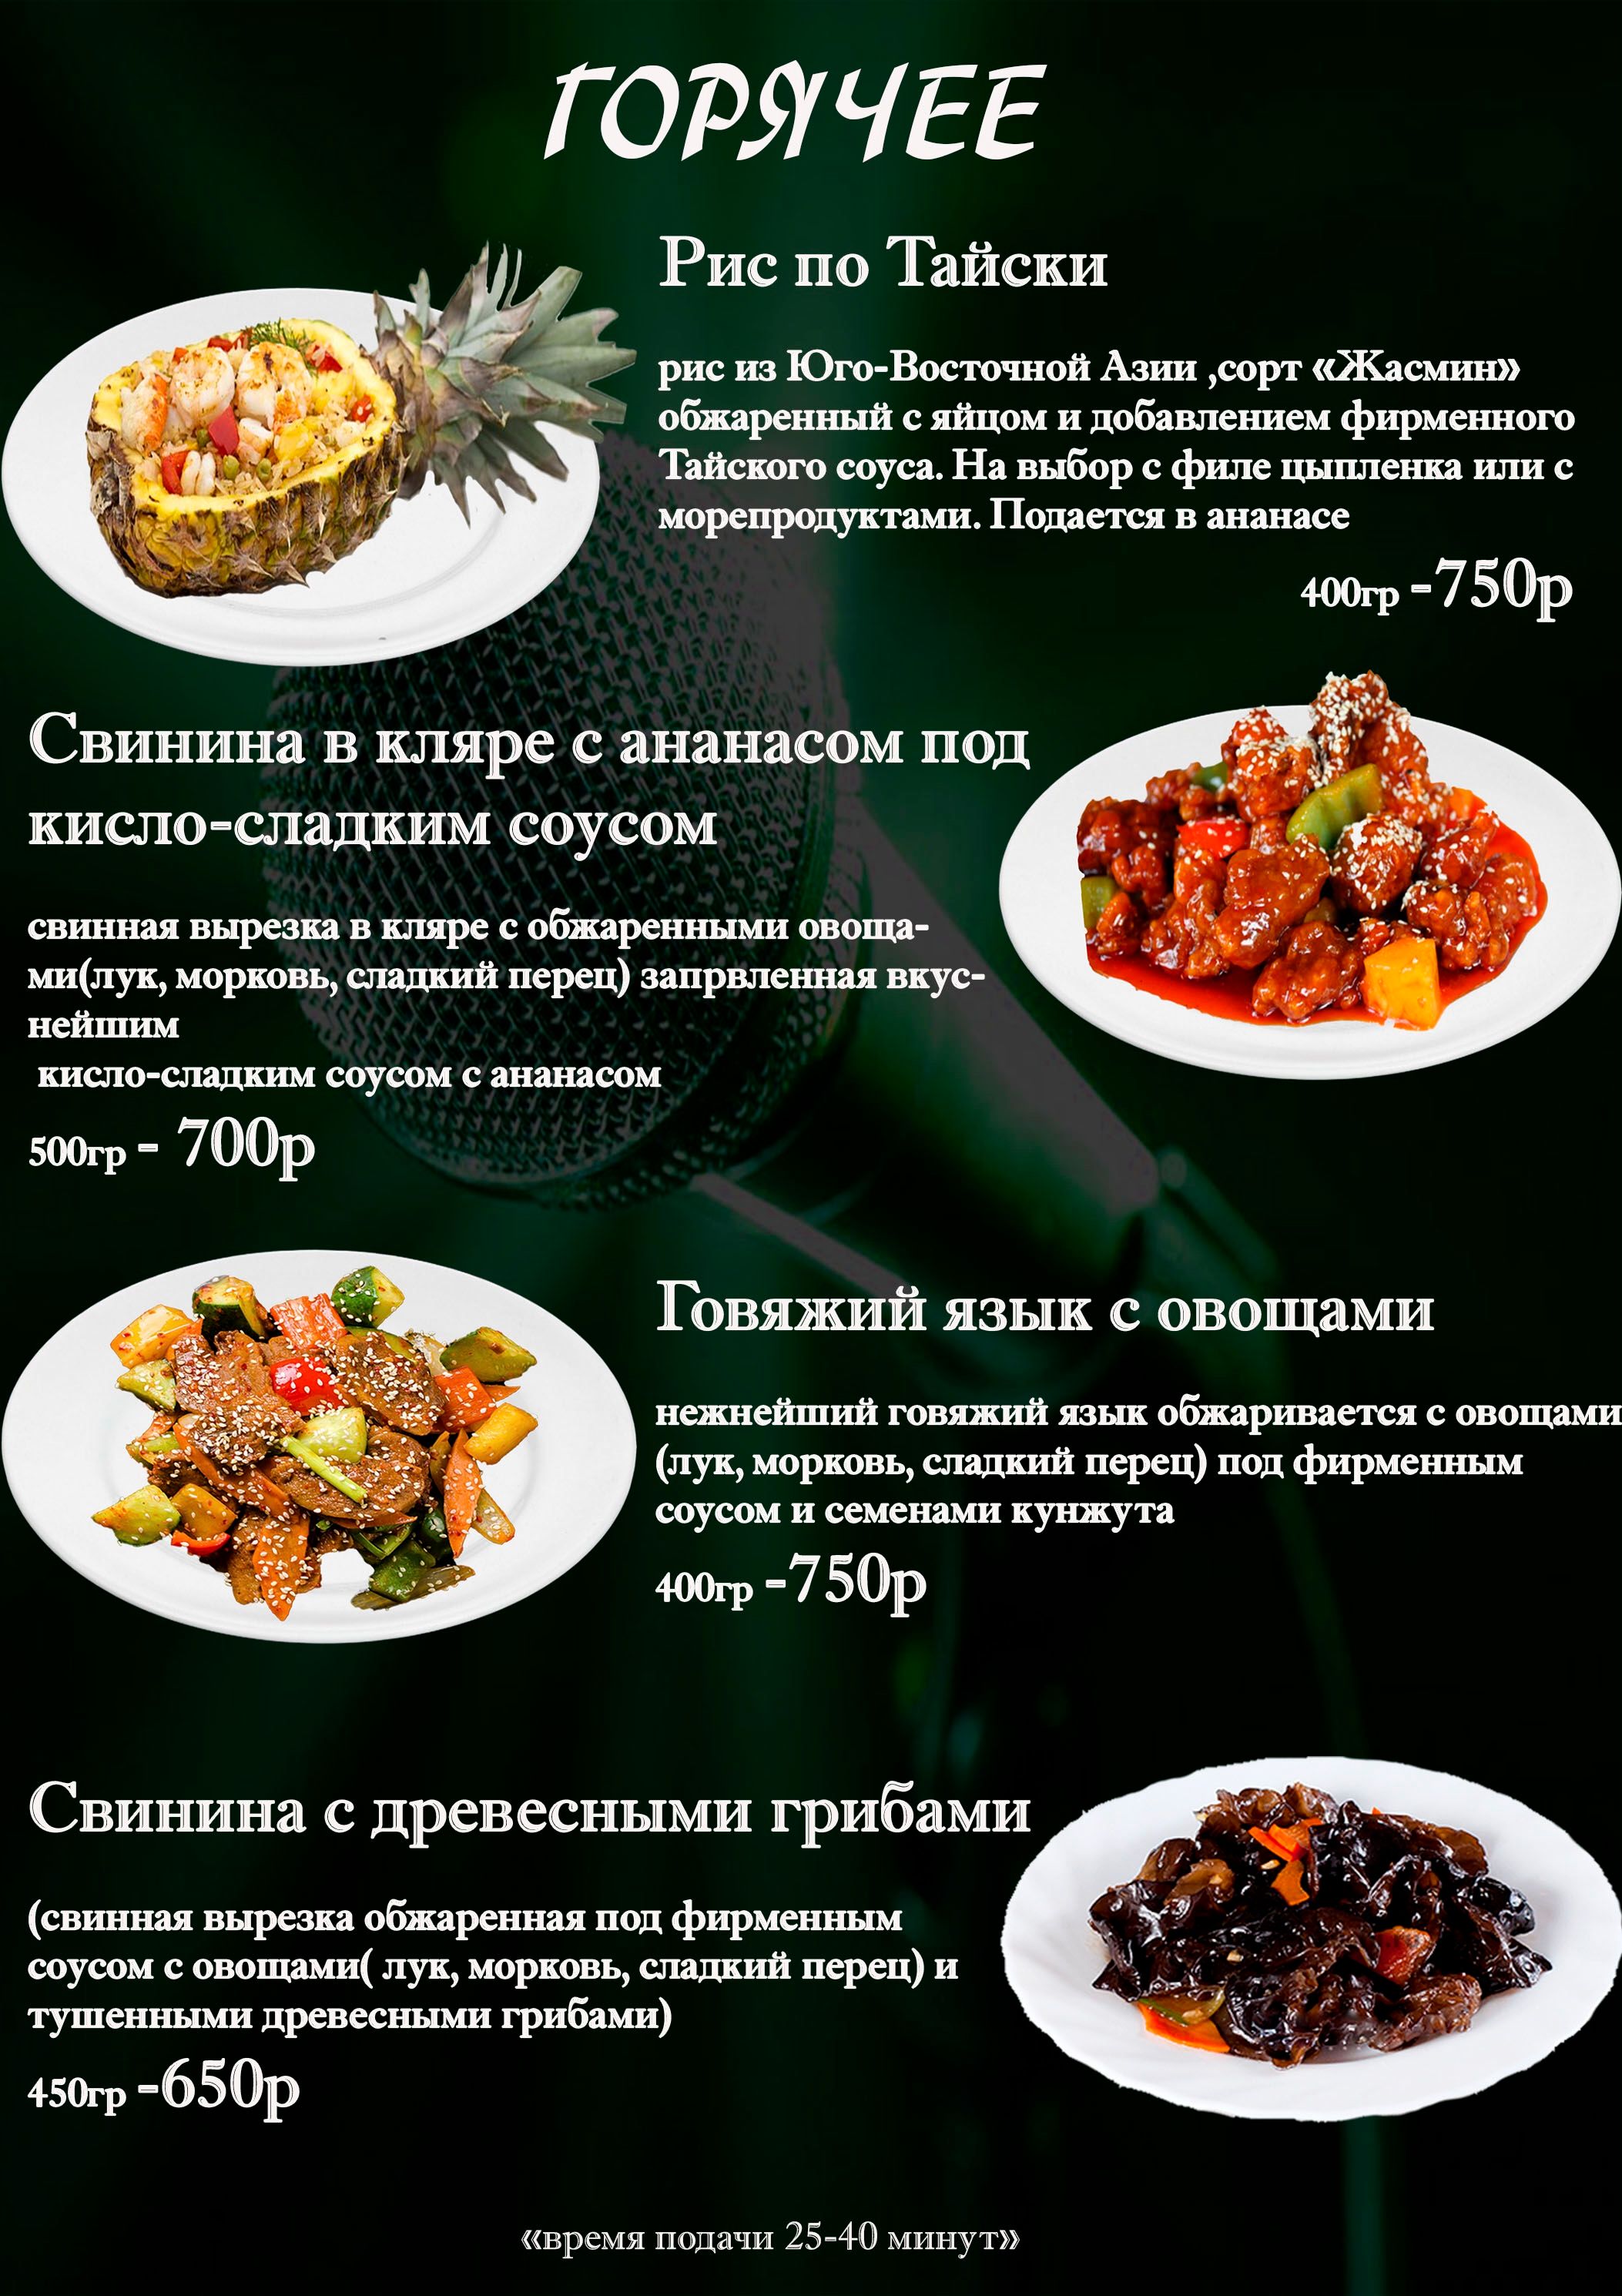 ГОРЯЧЕЕ
Рис по Тайски
рис из Юго-Восточной Азии ,сорт «Жасмин»
обжаренный с яйцом и добавлением фирменного
Тайского соуса. На выбор с филе цыпленка или с
морепродуктами. Подается в ананасе
400гр -750р
Свинина в кляре с ананасом под
кисло-сладким соусом
свинная вырезка в кляре с обжаренными овоща-
ми(лук, морковь, сладкий перец) запрвленная вкус-
нейшим
кисло-сладким соусом с ананасом
500гр - 700р
Говяжий язык с овощами
нежнейший говяжий язык обжаривается с овощами
(лук, морковь, сладкий перец) под фирменным
соусом и семенами кунжута
400гр -750р
Свинина с древесными грибами
(свинная вырезка обжаренная под фирменным
соусом с овощами( лук, морковь, сладкий перец) и
тушенными древесными грибами)
450гр -650р
«время подачи 25-40 минут»